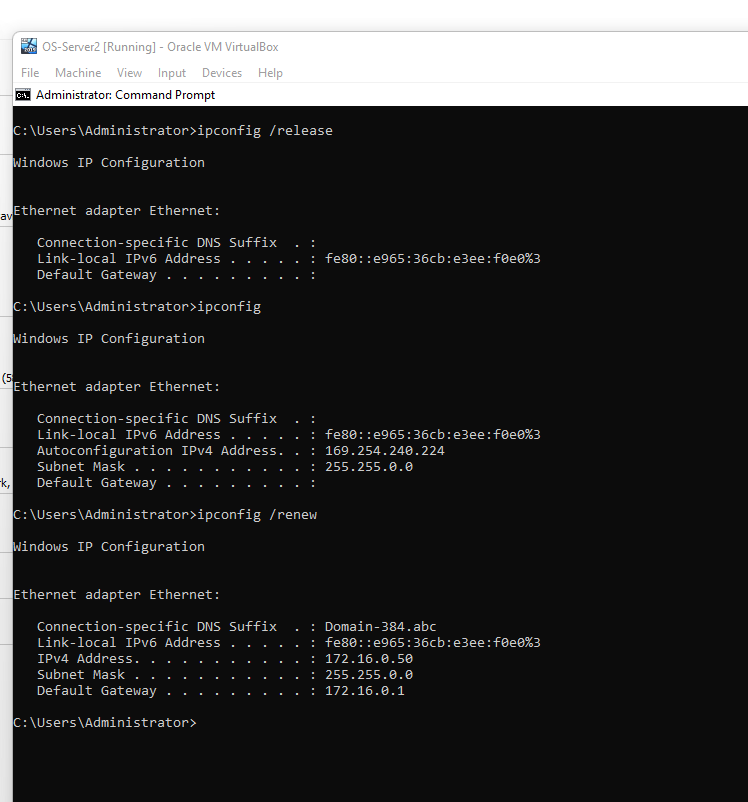 OS-Server2 [Running] - Oracle VM VirtualBox
File Machine View Input Devices Help
Administrator: Command Prompt
C:\Users\Administrator>ipconfig /release
Windows IP Configuration
Ethernet adapter Ethernet:
Connection-specific DNS Suffix . :
Link-local IPv6 Address . . . . . : fe80::e965:36cb:e3ee:f0e0%3
Default Gateway . . . . . . . . . :
C:\Users\Administrator>ipconfig
Windows IP Configuration
Ethernet adapter Ethernet:
Connection-specific DNS Suffix . :
Link-local IPv6 Address . . . . . : fe80::e965:36cb:e3ee:f0e0%3
Autoconfiguration IPv4 Address. . : 169.254.240.224
Subnet Mask . . . . . . . . . . . : 255.255.0.0
Default Gateway . . . . . . . . . :
C:\Users\Administrator>ipconfig /renew
Windows IP Configuration
Ethernet adapter Ethernet:
Connection-specific DNS Suffix . : Domain-384.abc
Link-local IPv6 Address . . . . . : fe80::e965:36cb:e3ee:f0e0%3
IPv4 Address. . . . . . . . . . . : 172.16.0.50
Subnet Mask . . . . . . . . . . . : 255.255.0.0
Default Gateway . . . . . . . . . : 172.16.0.1
C:\Users\Administrator>